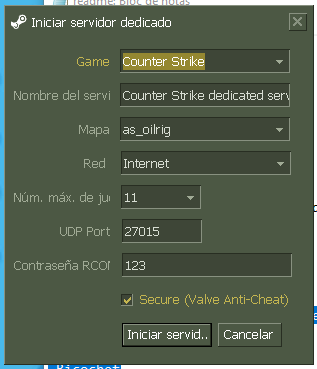 readme: Bloc de notas
Iniciar servidor dedicado
Game Counter Strike
Nombre del servi Counter Strike dedicated serv
Mapa as_oilrig
Red Internet
Núm. máx. de ju 11
UDP Port 27015
Contraseña RCON 123
Secure (Valve Anti-Cheat)
Iniciar servid.. Cancelar
Ricochet